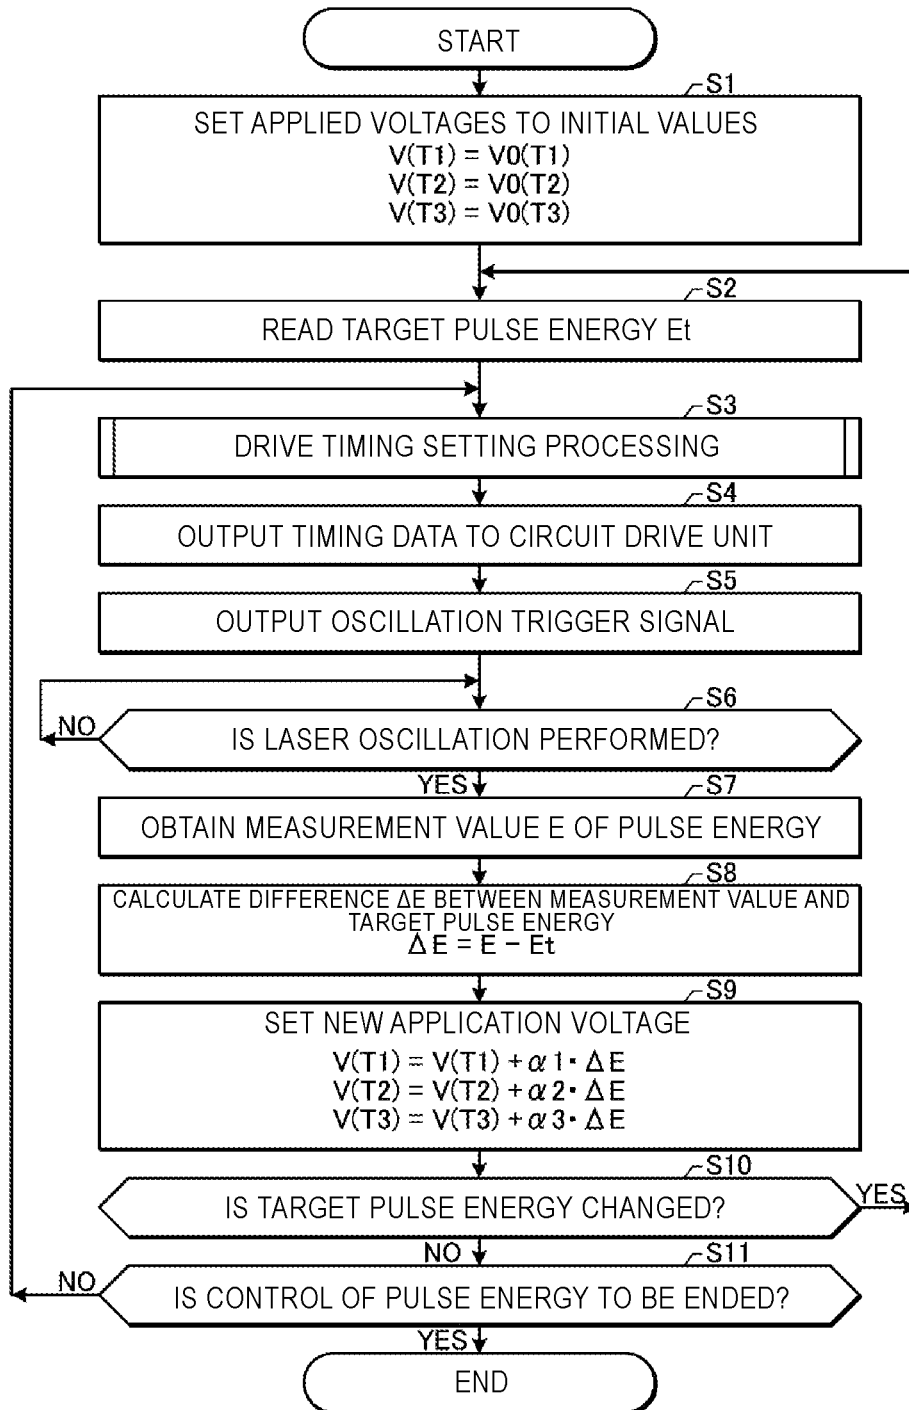 START
S1
SET APPLIED VOLTAGES TO INITIAL VALUES
V(T1) = V0(T1)
V(T2) = V0(T2)
V(T3) = V0(T3)
S2
READ TARGET PULSE ENERGY Et
S3
DRIVE TIMING SETTING PROCESSING
S4
OUTPUT TIMING DATA TO CIRCUIT DRIVE UNIT
S5
OUTPUT OSCILLATION TRIGGER SIGNAL
S6
NO
IS LASER OSCILLATION PERFORMED?
YES
S7
OBTAIN MEASUREMENT VALUE E OF PULSE ENERGY
S8
CALCULATE DIFFERENCE ΔE BETWEEN MEASUREMENT VALUE AND
TARGET PULSE ENERGY
ΔE = E − Et
S9
SET NEW APPLICATION VOLTAGE
V(T1) = V(T1) + α1・ΔE
V(T2) = V(T2) + α2・ΔE
V(T3) = V(T3) + α3・ΔE
S10
IS TARGET PULSE ENERGY CHANGED?
YES
NO
S11
NO
IS CONTROL OF PULSE ENERGY TO BE ENDED?
YES
END